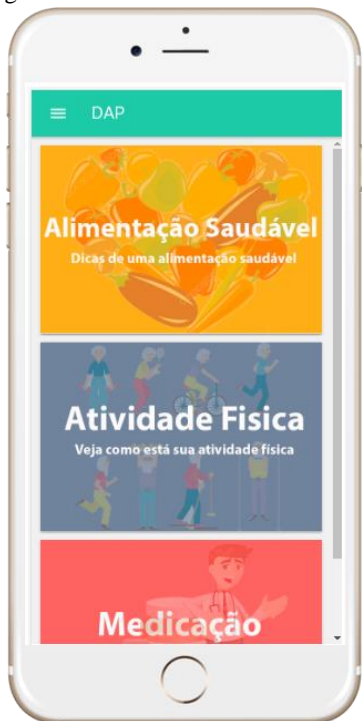 DAP
Alimentação Saudável
Dicas de uma alimentação saudável
Atividade Fisica
Veja como está sua atividade física
Medicação